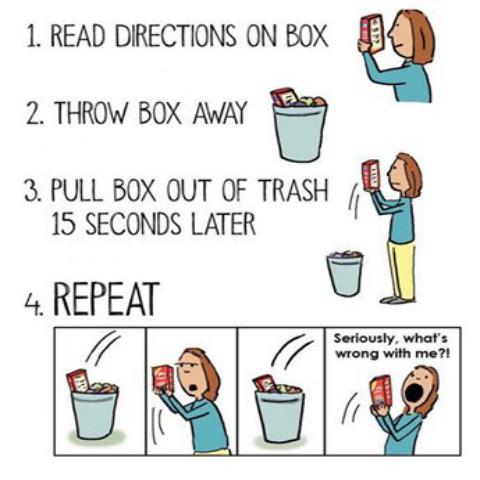 1. READ DIRECTIONS ON BOX
2. THROW BOX AWAY
3. PULL BOX OUT OF TRASH
15 SECONDS LATER
4. REPEAT
Seriously, what's
wrong with me?!